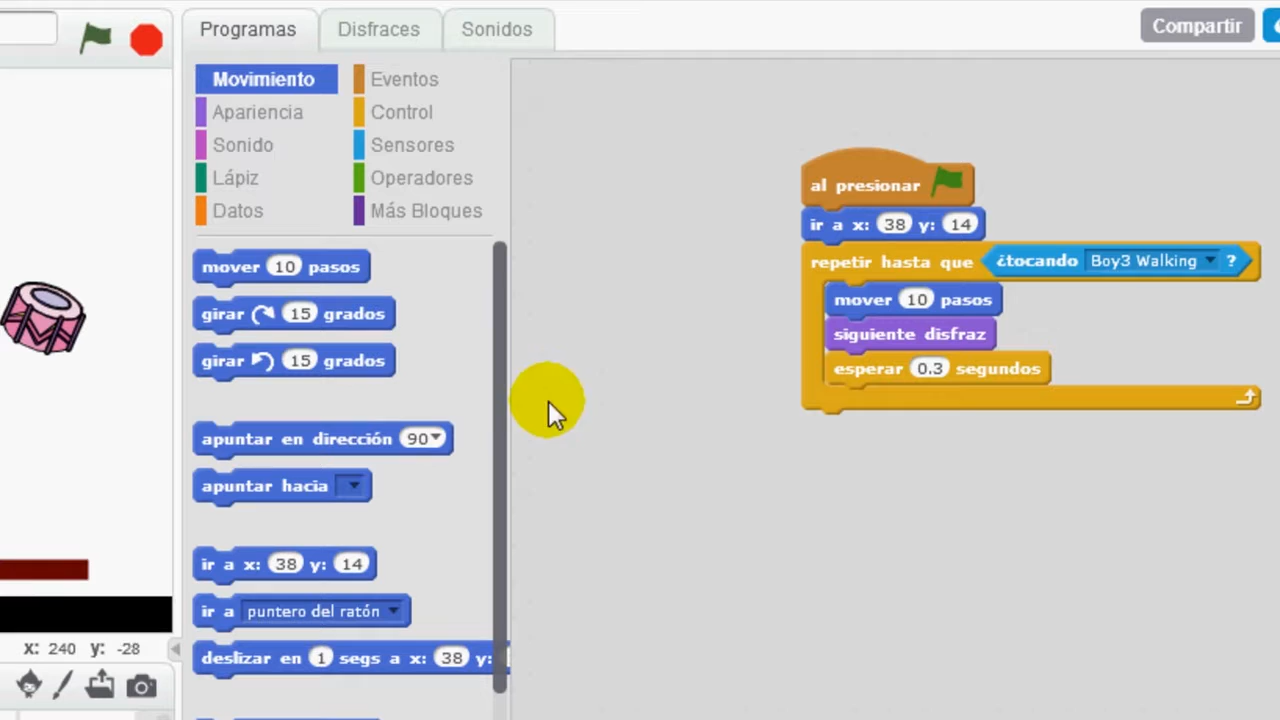 Programas Disfraces Sonidos
Compartir
Movimiento Eventos
Apariencia Control
Sonido Sensores
Lápiz Operadores
Datos Más Bloques
mover 10 pasos
girar 15 grados
girar 15 grados
apuntar en dirección 90
apuntar hacia
ir a x: 38 y: 14
ir a puntero del ratón
deslizar en 1 segs a x: 38 y:
al presionar
ir a x: 38 y: 14
repetir hasta que ¿tocando Boy3 Walking ?
mover 10 pasos
siguiente disfraz
esperar 0.3 segundos
x: 240 y: -28